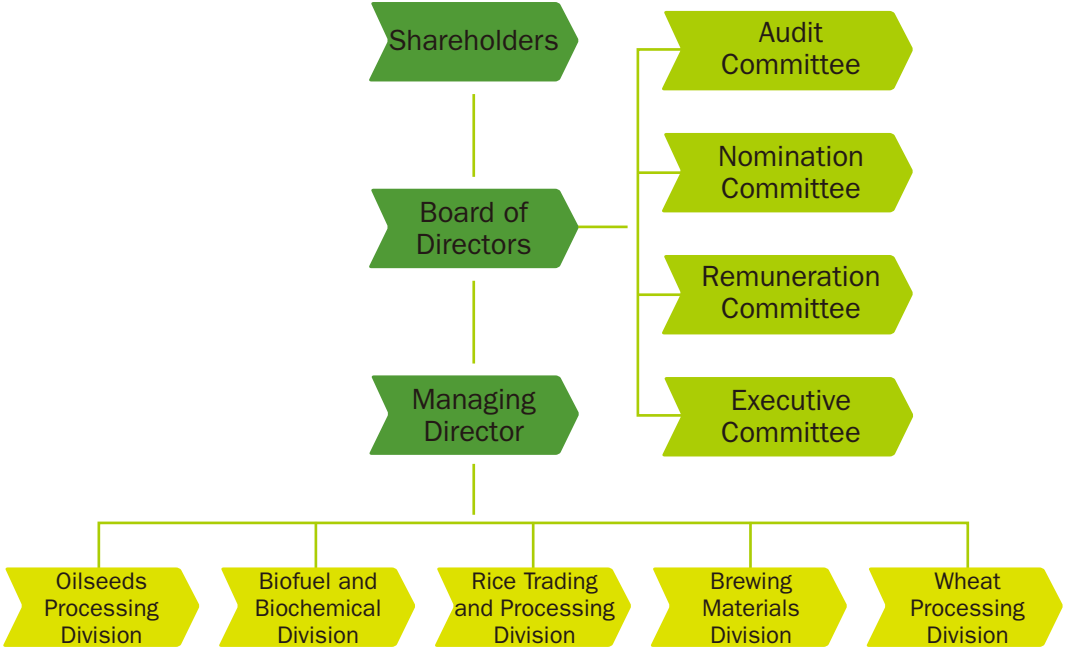 Shareholders
Audit
Committee
Nomination
Committee
Board of
Directors
Remuneration
Committee
Managing
Director
Executive
Committee
Oilseeds
Processing
Division
Biofuel and
Biochemical
Division
Rice Trading
and Processing
Division
Brewing
Materials
Division
Wheat
Processing
Division